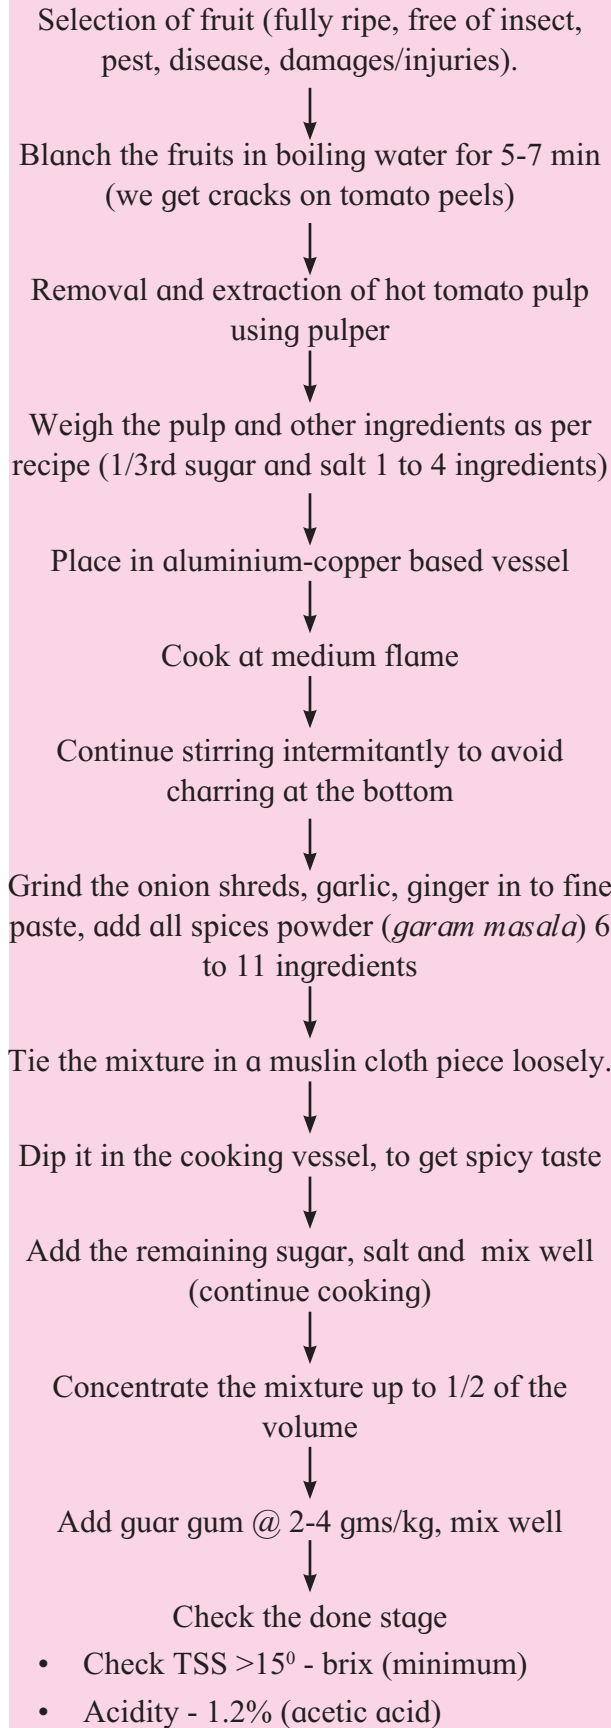 Selection of fruit (fully ripe, free of insect,
pest, disease, damages/injuries).
Blanch the fruits in boiling water for 5-7 min
(we get cracks on tomato peels)
Removal and extraction of hot tomato pulp
using pulper
Weigh the pulp and other ingredients as per
recipe (1/3rd sugar and salt 1 to 4 ingredients)
Place in aluminium-copper based vessel
Cook at medium flame
Continue stirring intermitantly to avoid
charring at the bottom
Grind the onion shreds, garlic, ginger in to fine
paste, add all spices powder (garam masala) 6
to 11 ingredients
Tie the mixture in a muslin cloth piece loosely.
Dip it in the cooking vessel, to get spicy taste
Add the remaining sugar, salt and mix well
(continue cooking)
Concentrate the mixture up to 1/2 of the
volume
Add guar gum @ 2-4 gms/kg, mix well
Check the done stage
• Check TSS >15⁰ - brix (minimum)
• Acidity - 1.2% (acetic acid)